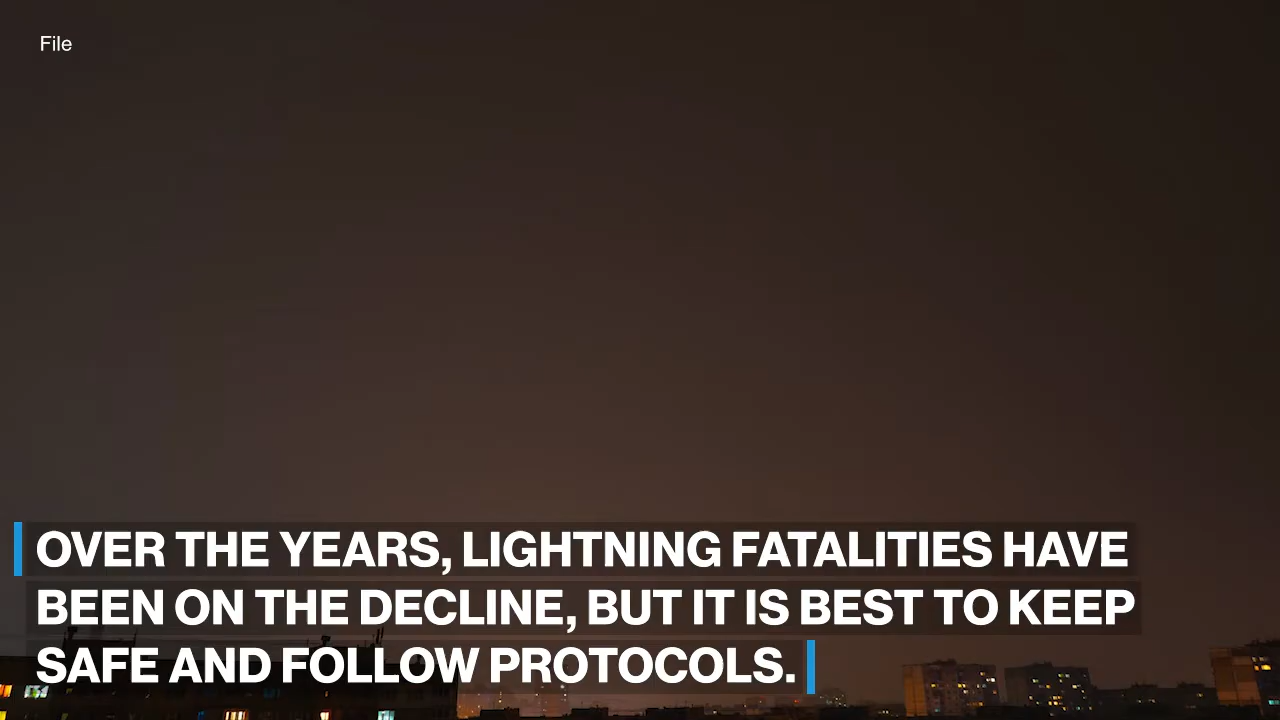 File
OVER THE YEARS, LIGHTNING FATALITIES HAVE
BEEN ON THE DECLINE, BUT IT IS BEST TO KEEP
SAFE AND FOLLOW PROTOCOLS.